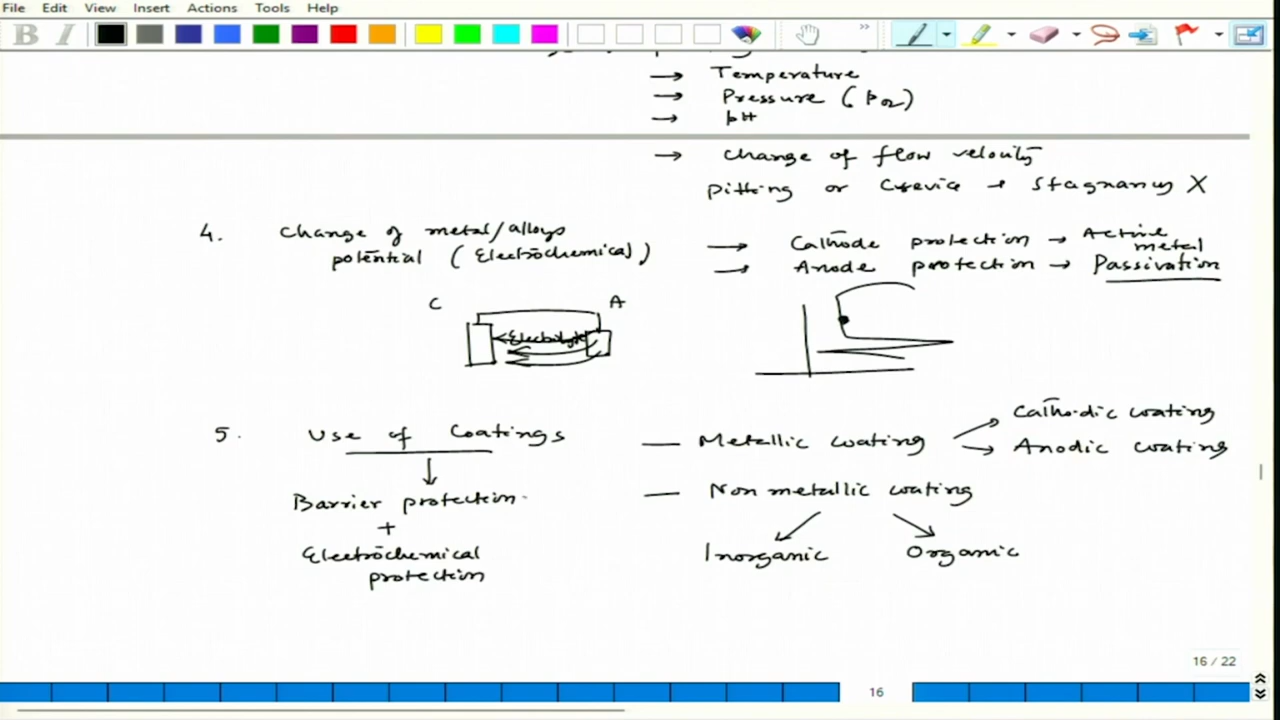 File Edit View Insert Actions Tools Help
B I
→ Temperature
→ Pressure (PO2)
→ pH
→ Change of flow velocity
Pitting or Crevice → Stagnancy X
4. Change of metal/alloys
potential (Electrochemical)
→ Cathode protection → Active metal
→ Anode protection → Passivation
C A
Electrolyte
5. Use of Coatings
↓
Barrier protection
+
Electrochemical
protection
— Metallic coating
→ Cathodic coating
→ Anodic coating
— Non metallic coating
Inorganic Organic
16 / 22
16